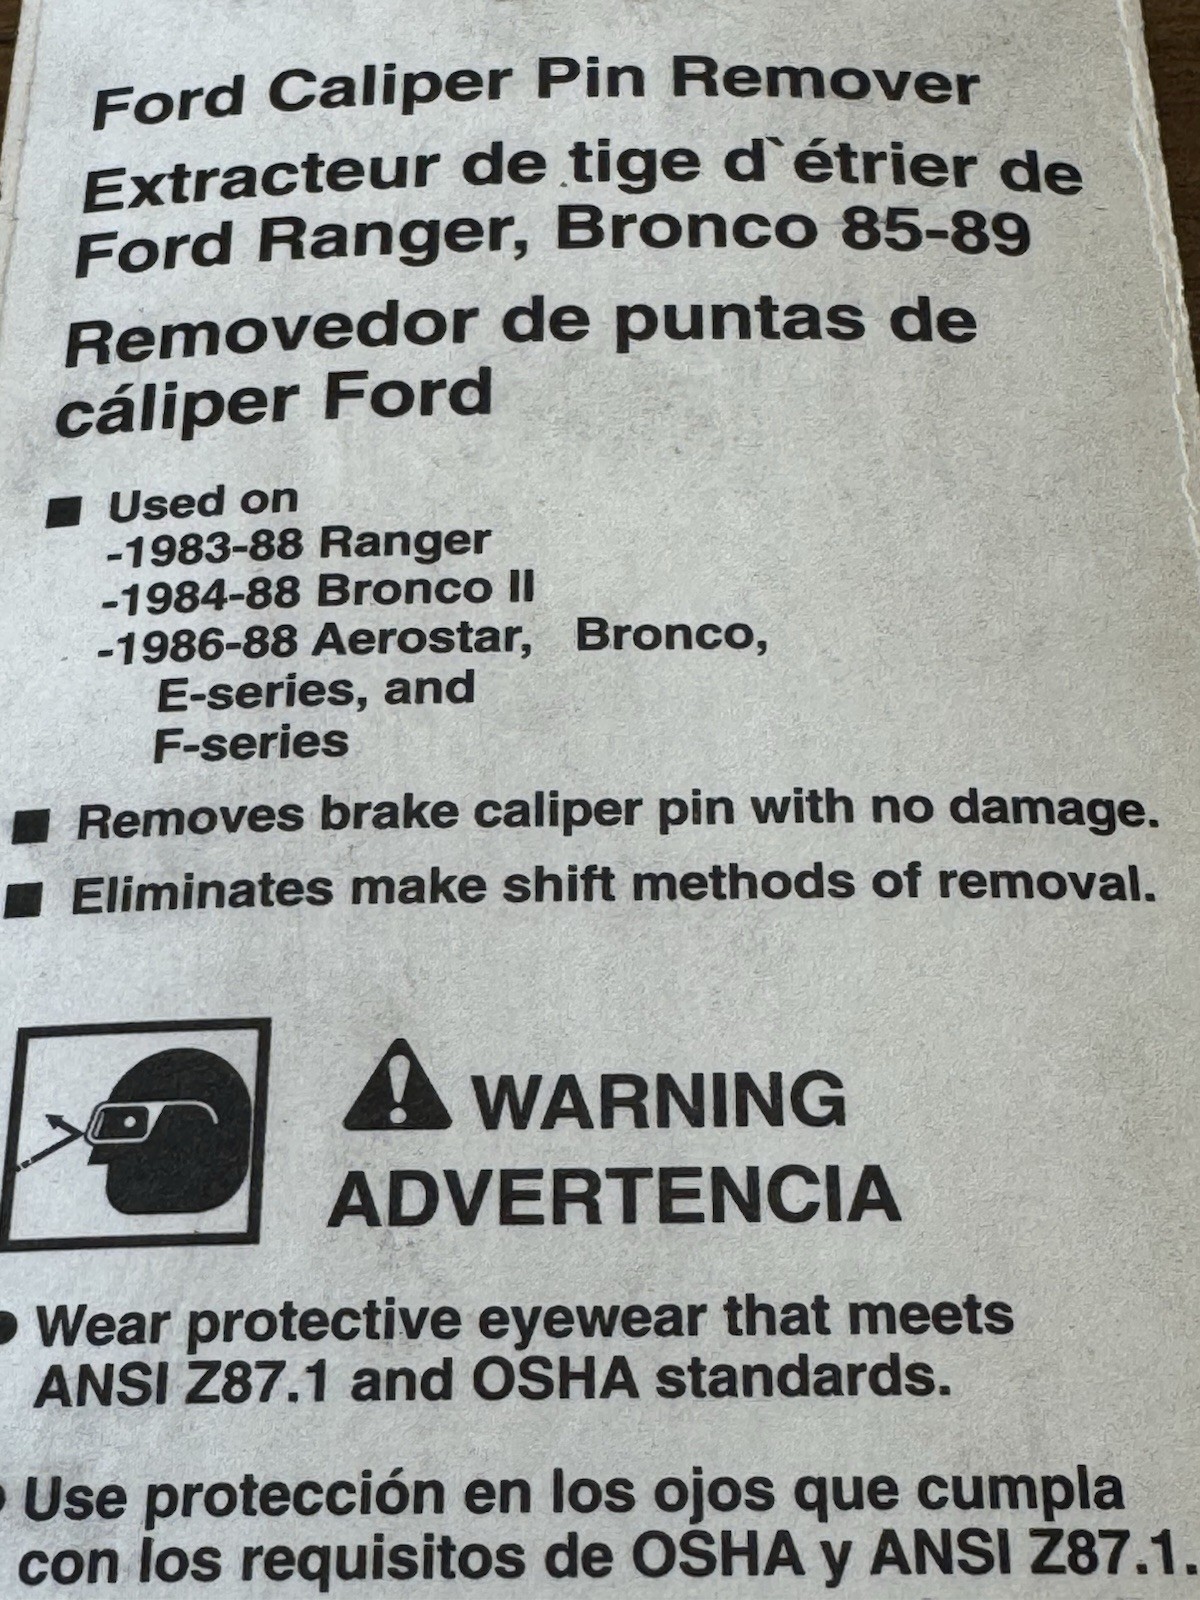 Ford Caliper Pin Remover
Extracteur de tige d`étrier de
Ford Ranger, Bronco 85-89
Removedor de puntas de
cáliper Ford
■ Used on
-1983-88 Ranger
-1984-88 Bronco II
-1986-88 Aerostar, Bronco,
E-series, and
F-series
■ Removes brake caliper pin with no damage.
■ Eliminates make shift methods of removal.
WARNING
ADVERTENCIA
● Wear protective eyewear that meets
ANSI Z87.1 and OSHA standards.
● Use protección en los ojos que cumpla
con los requisitos de OSHA y ANSI Z87.1.